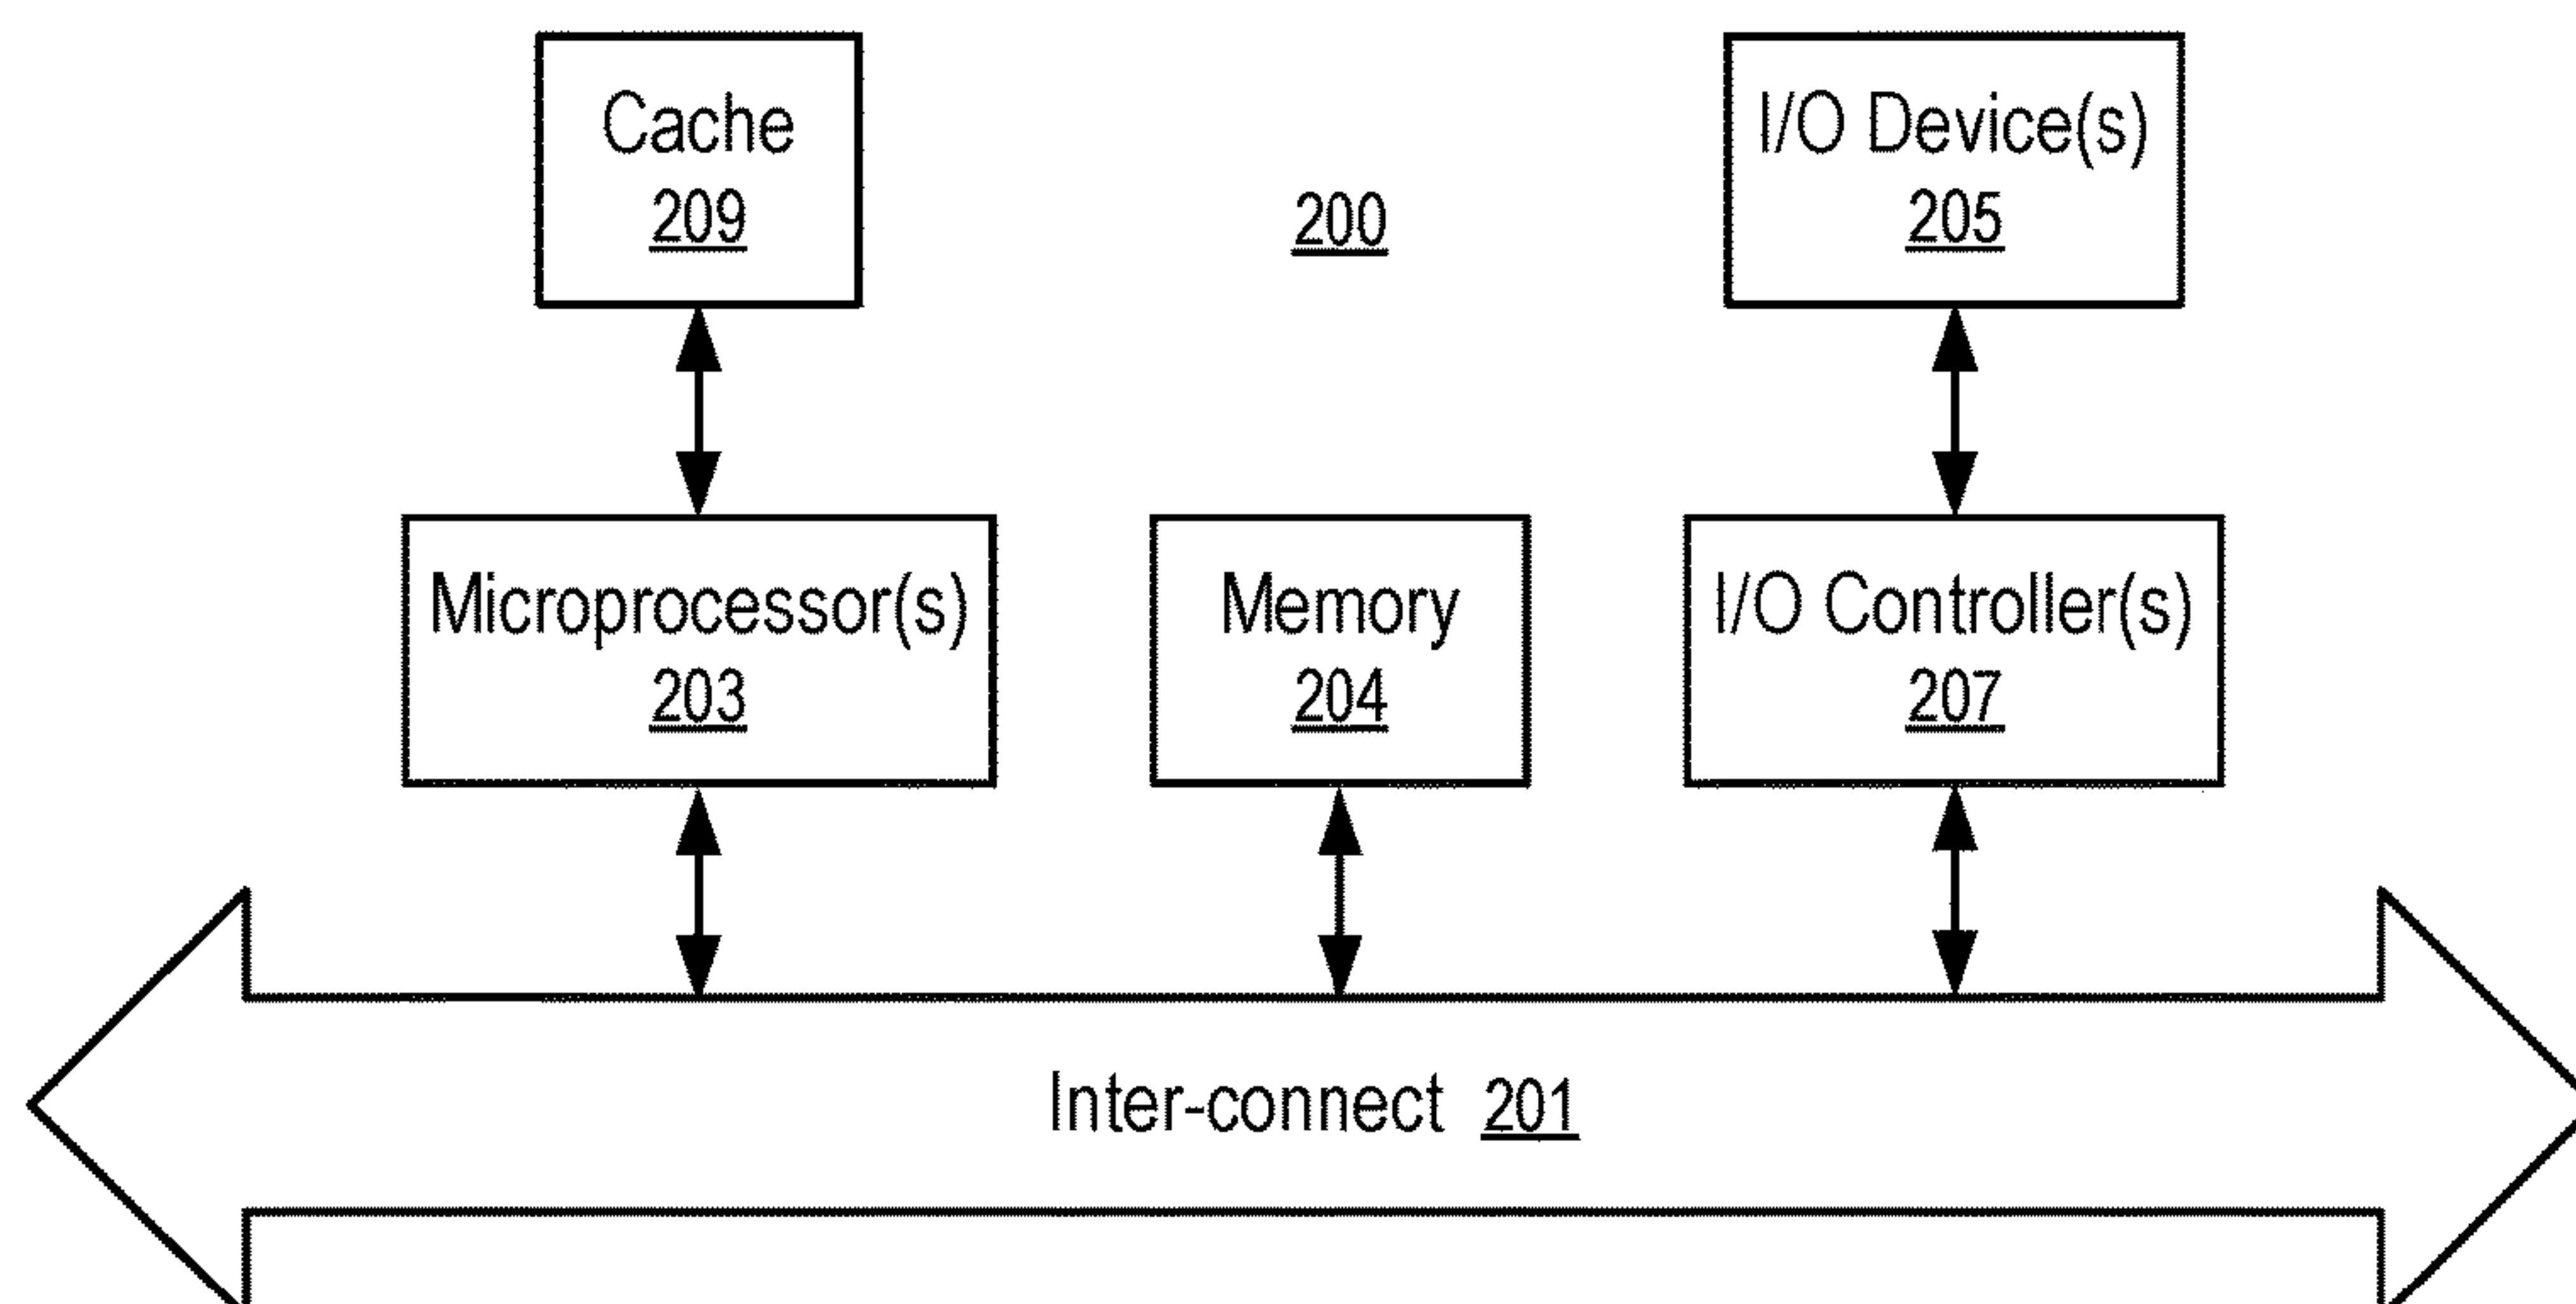 Cache
209
200
I/O Device(s)
205
Microprocessor(s)
203
Memory
204
I/O Controller(s)
207
Inter-connect 201